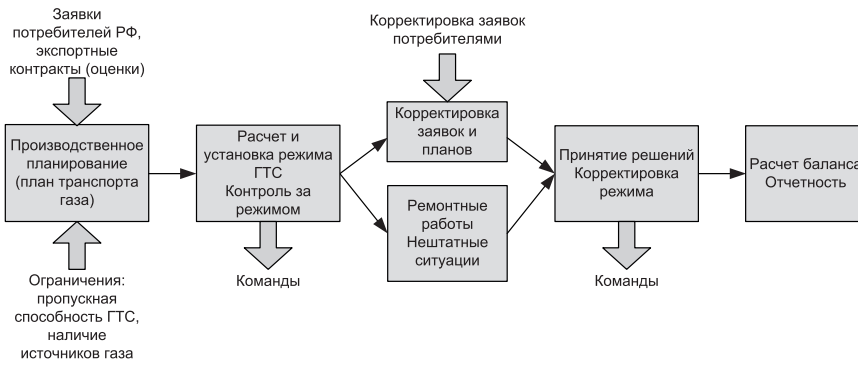 Заявки
потребителей РФ,
экспортные
контракты (оценки)
Производственное
планирование
(план транспорта
газа)
Ограничения:
пропускная
способность ГТС,
наличие
источников газа
Расчет и
установка режима
ГТС
Контроль за
режимом
Команды
Корректировка заявок
потребителями
Корректировка
заявок и
планов
Ремонтные
работы
Нештатные
ситуации
Принятие решений
Корректировка
режима
Команды
Расчет баланса
Отчетность